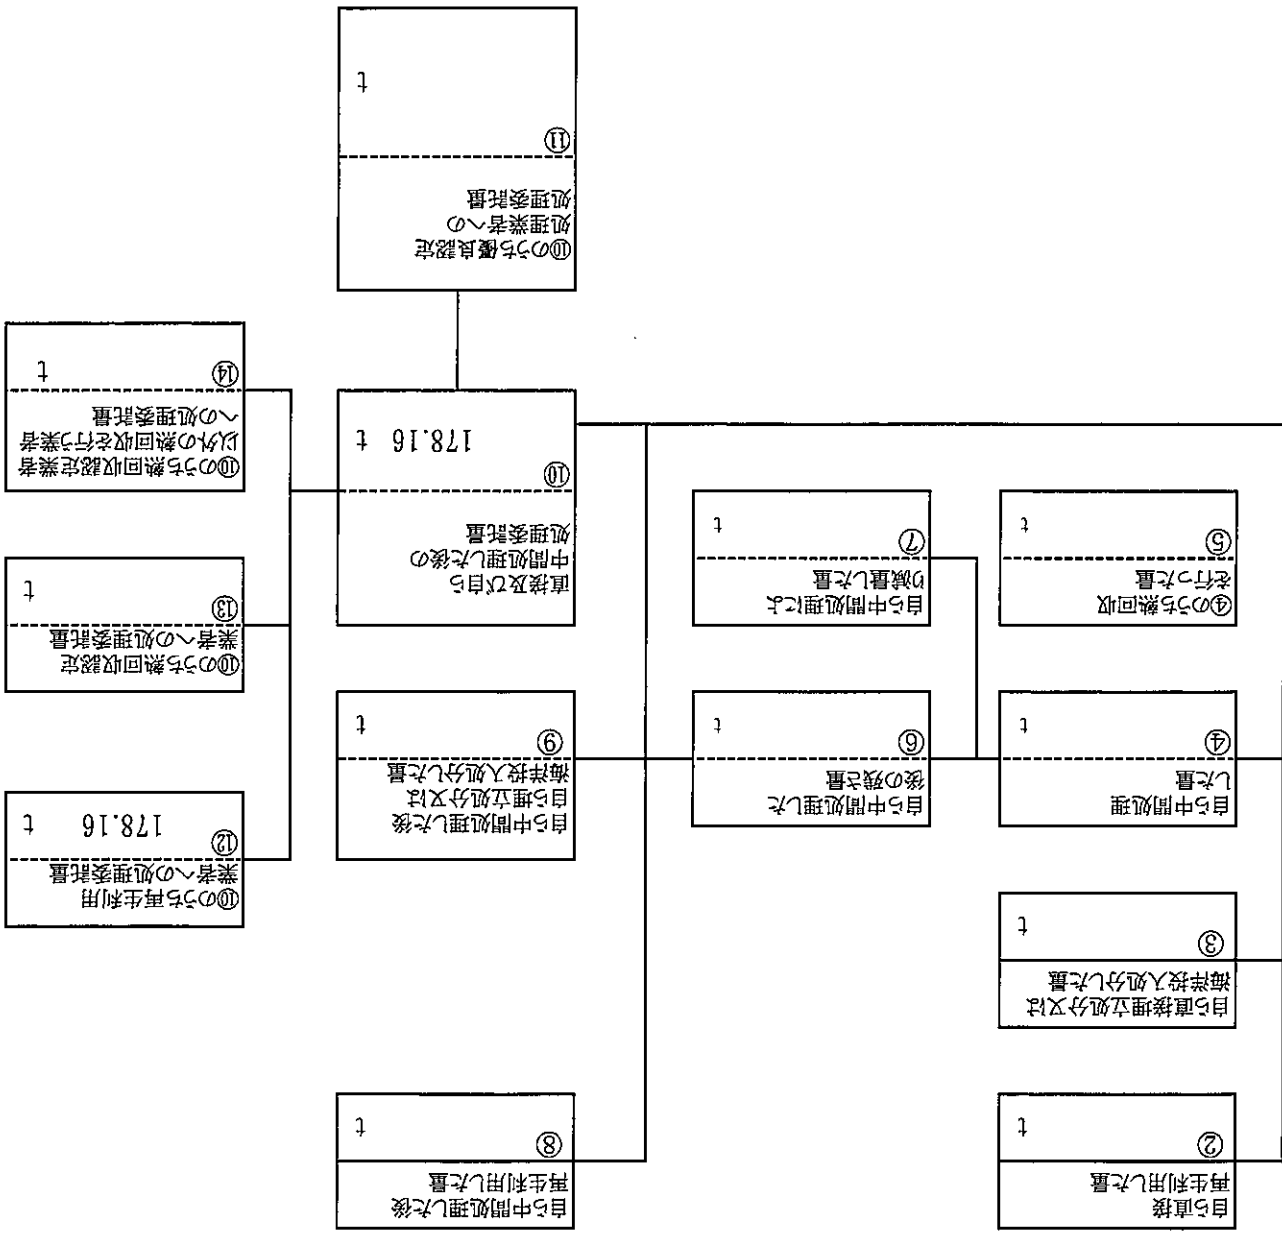 自ら直接
再生利用した量
②
t
自ら中間処理した後
再生利用した量
⑧
t
自ら直接埋立処分又は
海洋投入処分した量
③
t
自ら中間処理
した量
④
t
自ら中間処理した
後の残さ量
⑥
t
自ら中間処理した後
自ら埋立処分又は
海洋投入処分した量
⑨
t
⑩のうち再生利用
業者への処理委託量
⑫
178.16 t
④のうち熱回収
を行った量
⑤
t
自ら中間処理によ
り減量した量
⑦
t
直接及び自ら
中間処理した後の
処理委託量
⑩
178.16 t
⑩のうち熱回収認定
業者への処理委託量
⑬
t
⑩のうち熱回収認定業者
以外の熱回収を行う業者
への処理委託量
⑭
t
⑩のうち優良認定
処理業者への
処理委託量
⑪
t